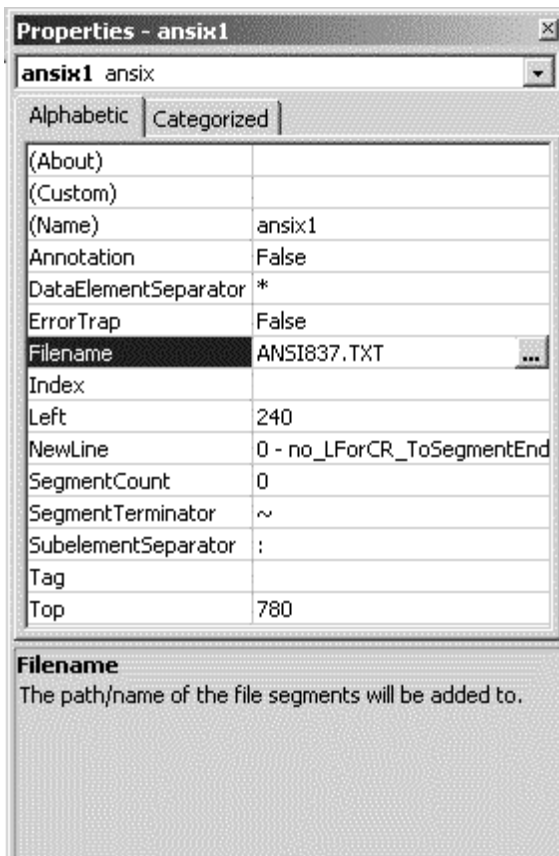 Properties - ansix1
ansix1 ansix
Alphabetic Categorized
(About)
(Custom)
(Name) ansix1
Annotation False
DataElementSeparator *
ErrorTrap False
Filename ANSI837.TXT ...
Index
Left 240
NewLine 0 - no_LForCR_ToSegmentEnd
SegmentCount 0
SegmentTerminator ~
SubelementSeparator :
Tag
Top 780
Filename
The path/name of the file segments will be added to.